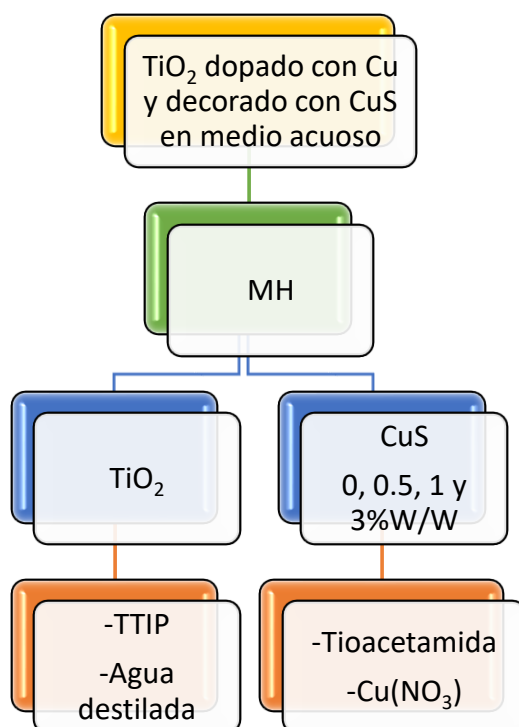 TiO₂ dopado con Cu
y decorado con CuS
en medio acuoso
MH
TiO₂
CuS
0, 0.5, 1 y
3%W/W
-TTIP
-Agua
destilada
-Tioacetamida
-Cu(NO₃)